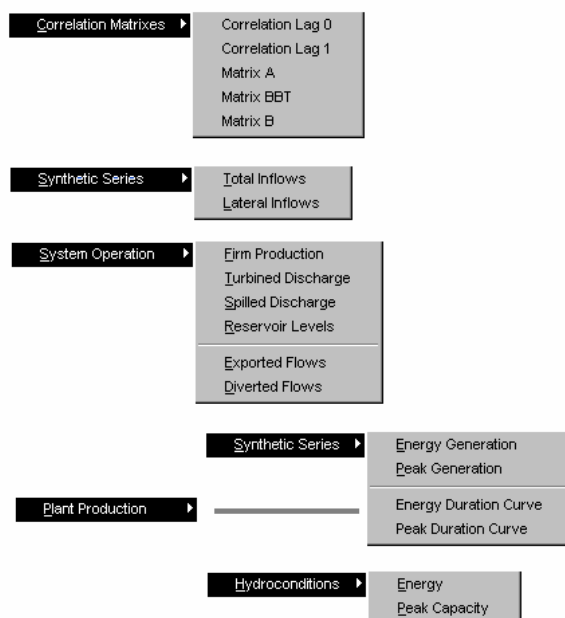 Correlation Matrixes
Correlation Lag 0
Correlation Lag 1
Matrix A
Matrix BBT
Matrix B
Synthetic Series
Total Inflows
Lateral Inflows
System Operation
Firm Production
Turbined Discharge
Spilled Discharge
Reservoir Levels
Exported Flows
Diverted Flows
Synthetic Series
Energy Generation
Peak Generation
Energy Duration Curve
Peak Duration Curve
Plant Production
Hydroconditions
Energy
Peak Capacity